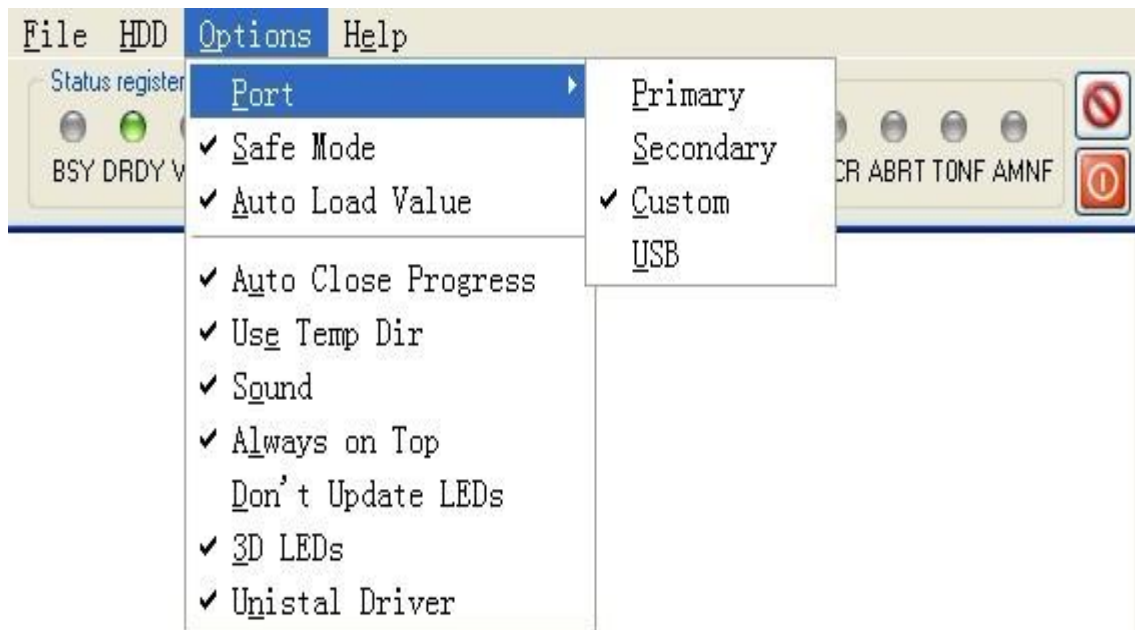 File HDD Options Help
Status register
BSY DRDY
CR ABRT TONF AMNF
Port
Safe Mode
Auto Load Value
Auto Close Progress
Use Temp Dir
Sound
Always on Top
Don't Update LEDs
3D LEDs
Unistal Driver
Primary
Secondary
Custom
USB